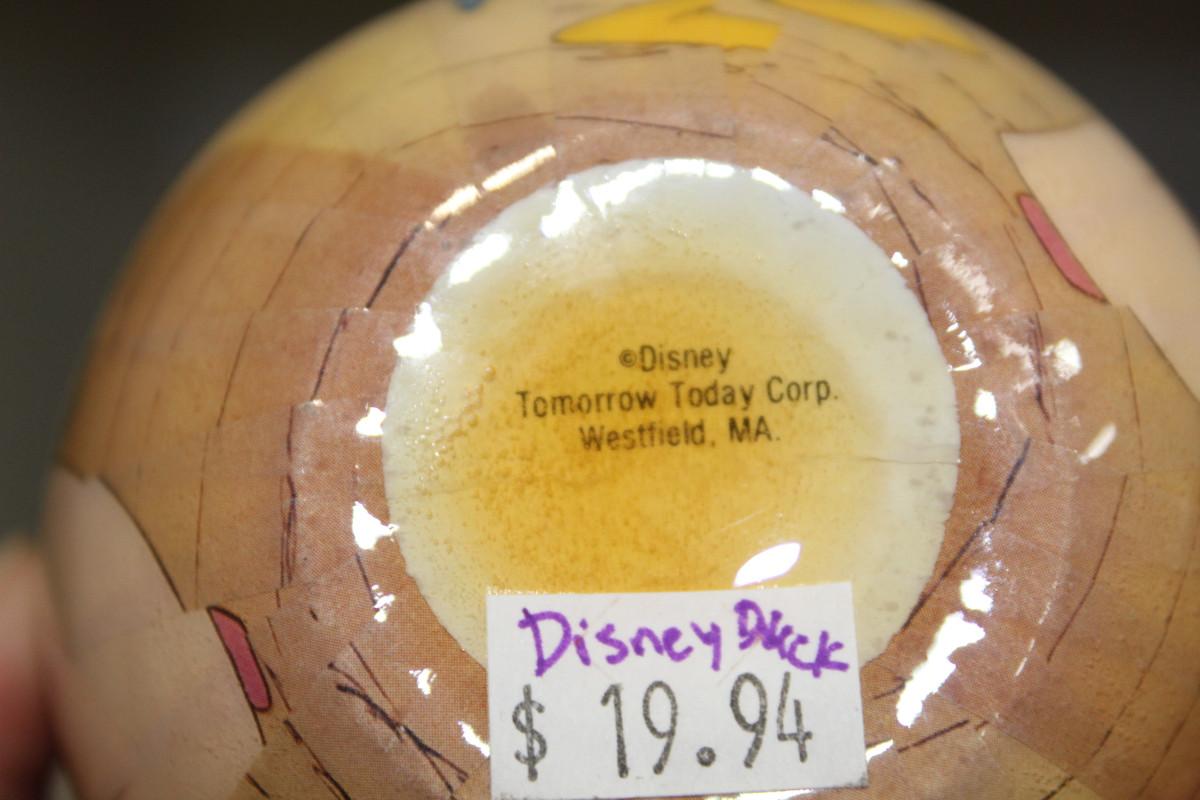 ©Disney
Tomorrow Today Corp.
Westfield, MA.
Disney Duck
$ 19.94